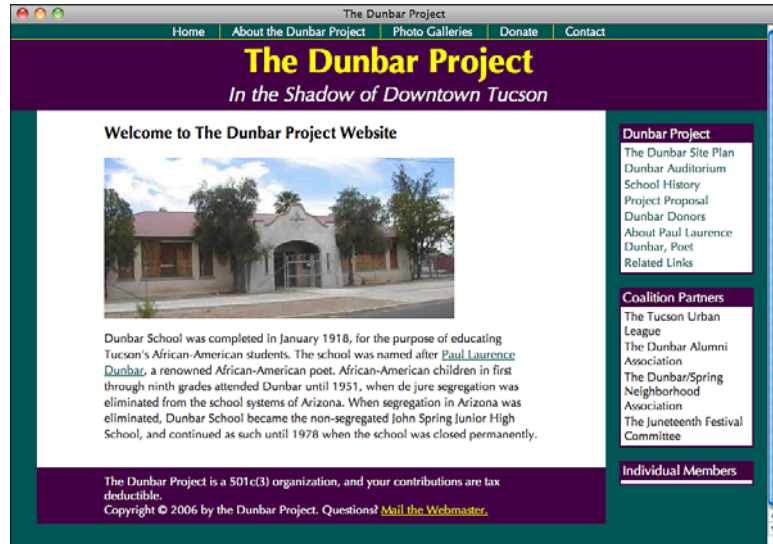 The Dunbar Project
Home About the Dunbar Project Photo Galleries Donate Contact
The Dunbar Project
In the Shadow of Downtown Tucson
Welcome to The Dunbar Project Website
Dunbar School was completed in January 1918, for the purpose of educating
Tucson's African-American students. The school was named after Paul Laurence
Dunbar, a renowned African-American poet. African-American children in first
through ninth grades attended Dunbar until 1951, when de jure segregation was
eliminated from the school systems of Arizona. When segregation in Arizona was
eliminated, Dunbar School became the non-segregated John Spring Junior High
School, and continued as such until 1978 when the school was closed permanently.
The Dunbar Project is a 501c(3) organization, and your contributions are tax
deductible.
Copyright © 2006 by the Dunbar Project. Questions? Mail the Webmaster.
Dunbar Project
The Dunbar Site Plan
Dunbar Auditorium
School History
Project Proposal
Dunbar Donors
About Paul Laurence
Dunbar, Poet
Related Links
Coalition Partners
The Tucson Urban
League
The Dunbar Alumni
Association
The Dunbar/Spring
Neighborhood
Association
The Juneteenth Festival
Committee
Individual Members